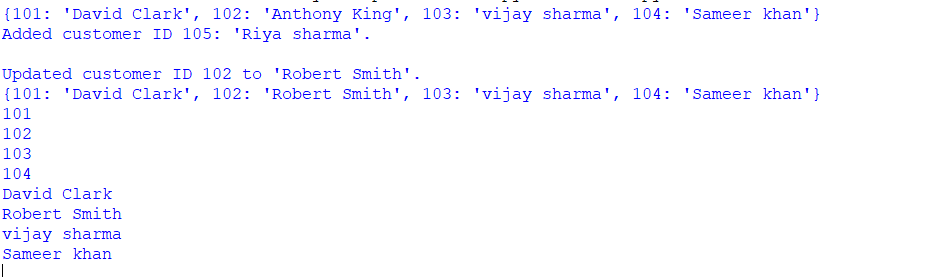 {101: 'David Clark', 102: 'Anthony King', 103: 'vijay sharma', 104: 'Sameer khan'}
Added customer ID 105: 'Riya sharma'.
Updated customer ID 102 to 'Robert Smith'.
{101: 'David Clark', 102: 'Robert Smith', 103: 'vijay sharma', 104: 'Sameer khan'}
101
102
103
104
David Clark
Robert Smith
vijay sharma
Sameer khan